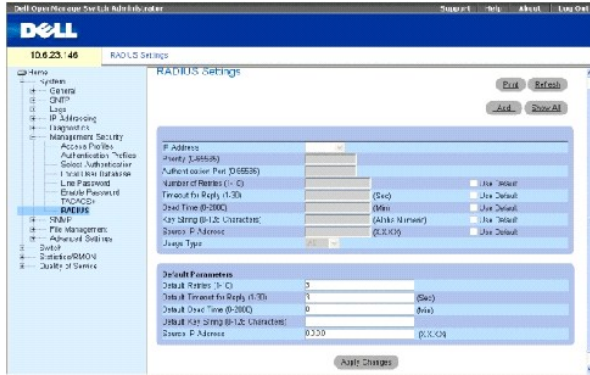 Dell OpenManage Switch Administrator Support Help About Log Out
DELL
10.6.23.146 RADIUS Settings
Home
System
General
SNTP
Logs
IP Addressing
Diagnostics
Management Security
Access Profiles
Authentication Profiles
Select Authentication
Local User Database
Line Password
Enable Password
TACACS+
RADIUS
SNMP
File Management
Advanced Settings
Switch
Statistics/RMON
Quality of Service
RADIUS Settings
Print Refresh
Add Show All
IP Address
Priority (0-65535)
Authentication Port (0-65535)
Number of Retries (1-10) Use Default
Timeout for Reply (1-30) (Sec) Use Default
Dead Time (0-2000) (Min) Use Default
Key String (0-128 Characters) (Alpha Numeric) Use Default
Source IP Address (X.X.X.X) Use Default
Usage Type All
Default Parameters
Default Retries (1-10) 3
Default Timeout for Reply (1-30) 3 (Sec)
Default Dead Time (0-2000) 0 (Min)
Default Key String (0-128 Characters)
Source IP Address 0.0.0.0 (X.X.X.X)
Apply Changes